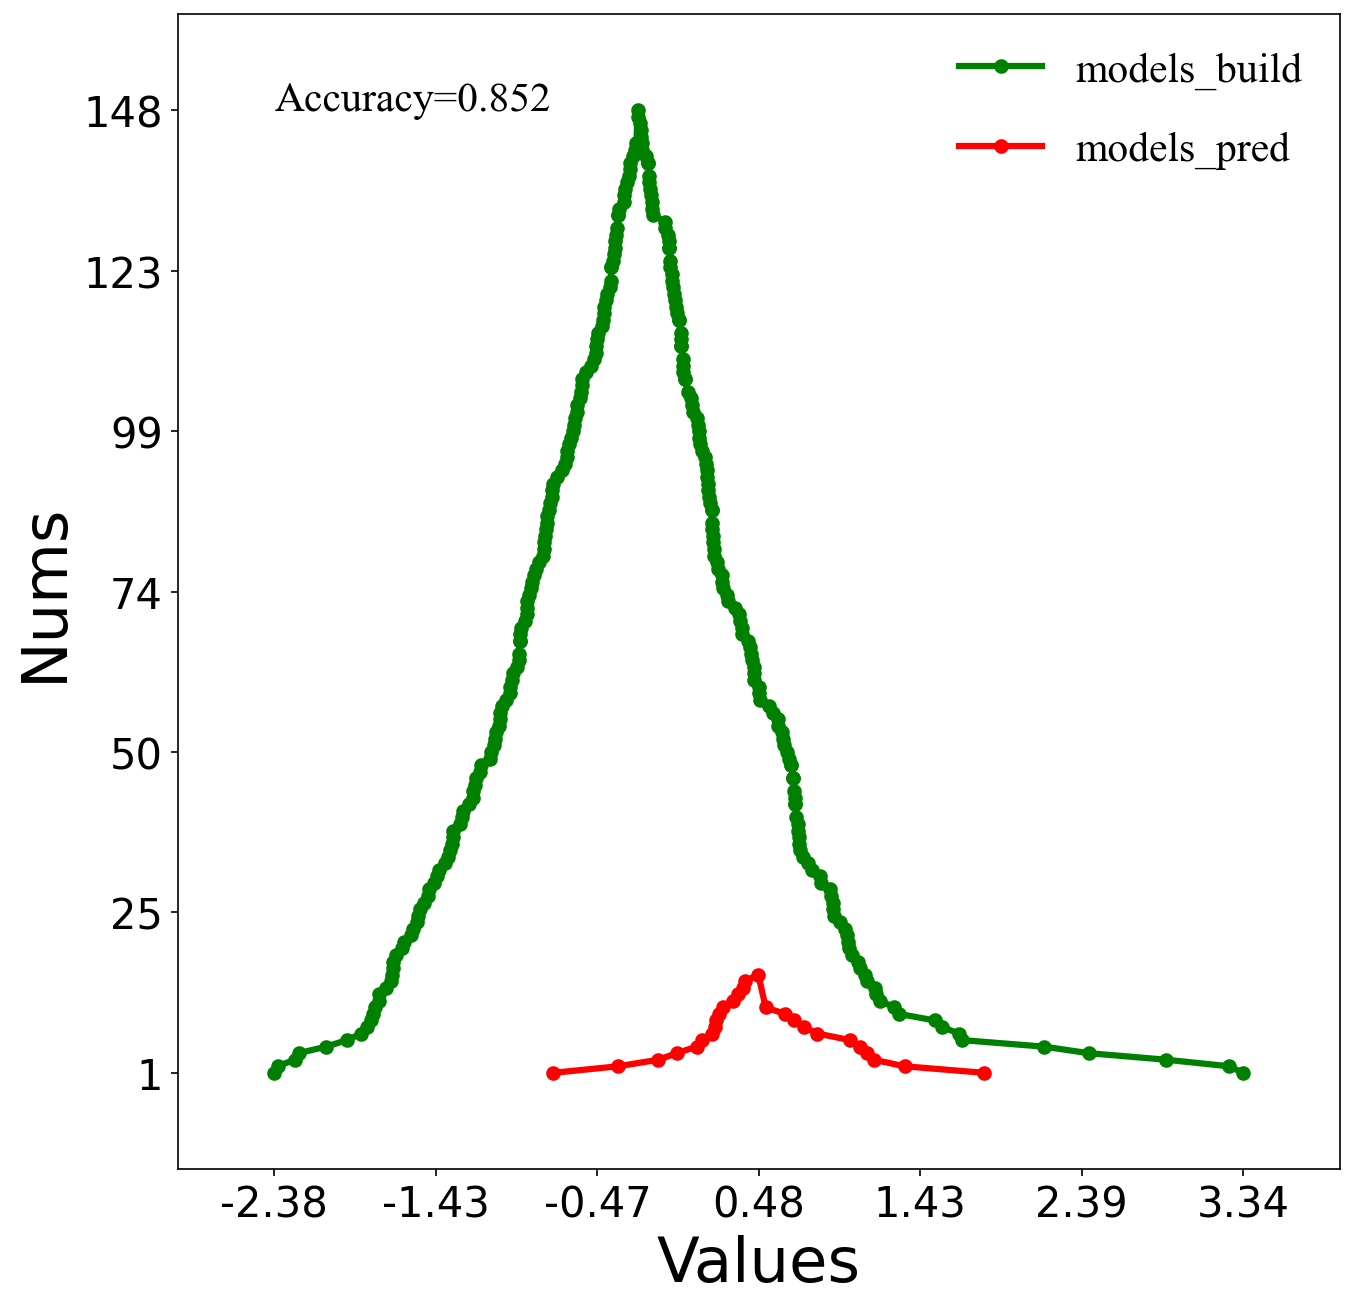 Accuracy=0.852
models_build
models_pred
148
123
99
74
50
25
1
Nums
-2.38 -1.43 -0.47 0.48 1.43 2.39 3.34
Values